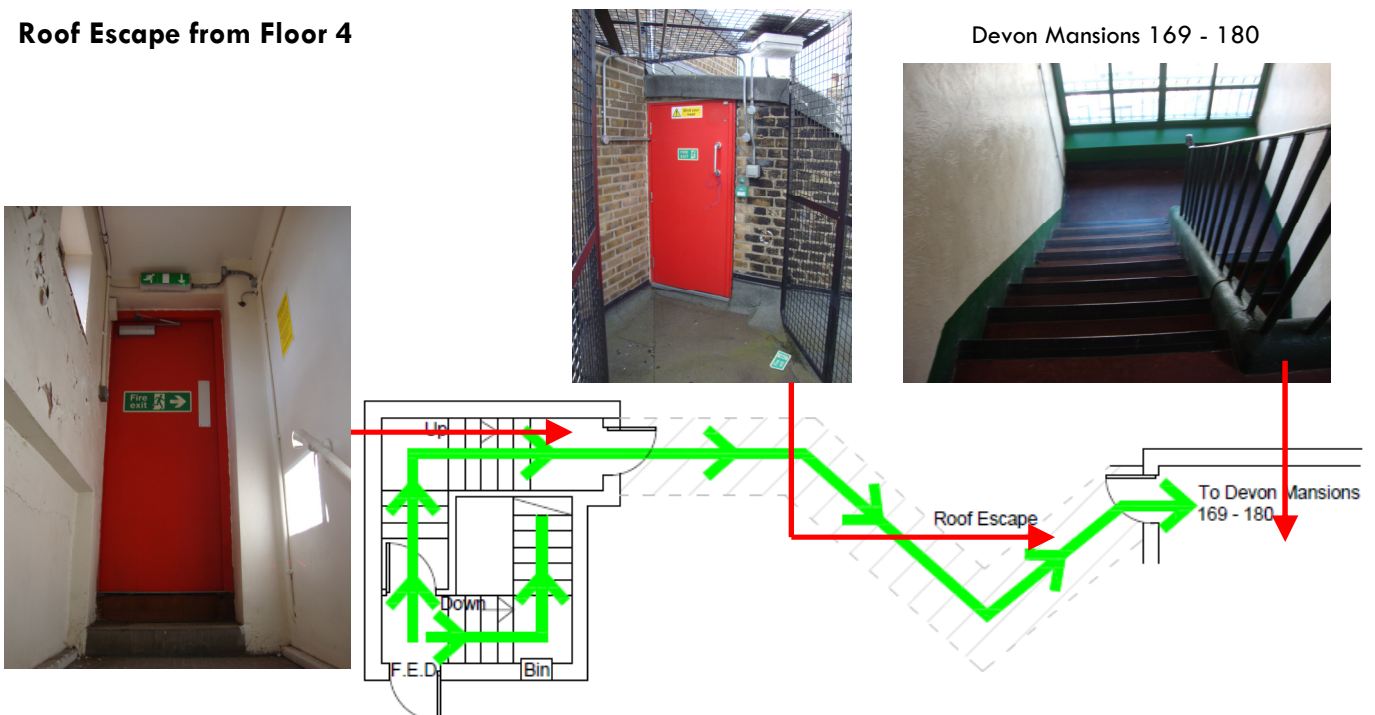 Roof Escape from Floor 4
Devon Mansions 169 - 180
Fire
exit
Up
Down
F.E.D
Bin
Roof Escape
To Devon Mansions
169 - 180